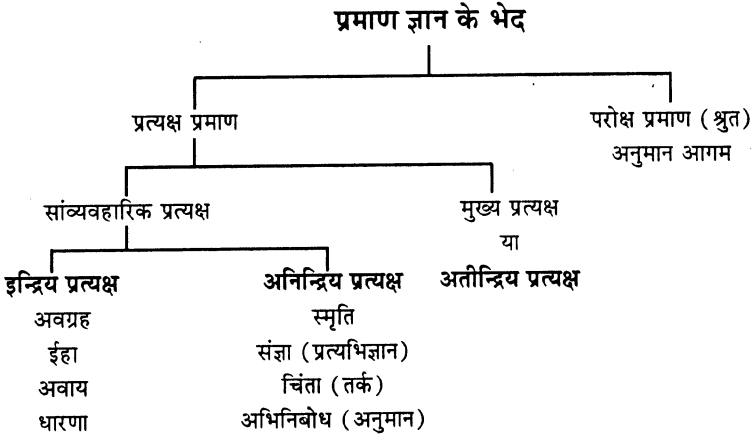 प्रमाण ज्ञान के भेद
प्रत्यक्ष प्रमाण
परोक्ष प्रमाण (श्रुत)
अनुमान आगम
सांव्यवहारिक प्रत्यक्ष
मुख्य प्रत्यक्ष
या
अतीन्द्रिय प्रत्यक्ष
इन्द्रिय प्रत्यक्ष
अवग्रह
ईहा
अवाय
धारणा
अनिन्द्रिय प्रत्यक्ष
स्मृति
संज्ञा (प्रत्यभिज्ञान)
चिंता (तर्क)
अभिनिबोध (अनुमान)